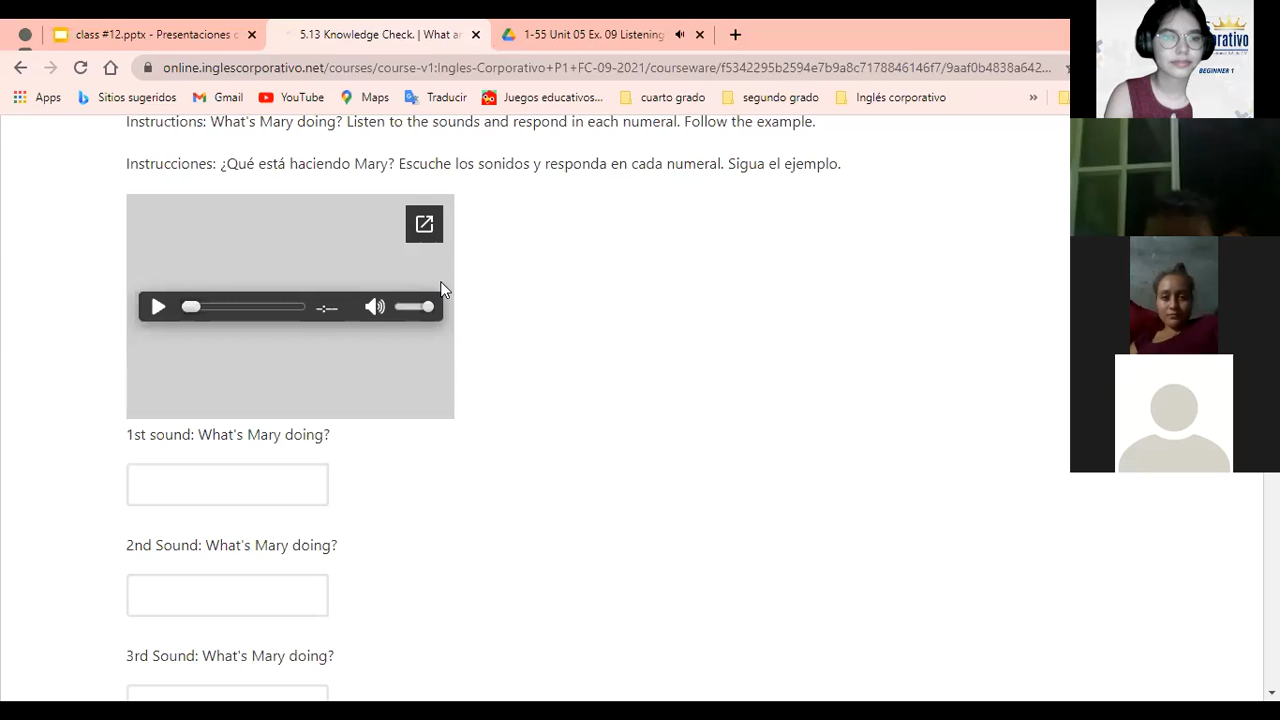 class #12.pptx - Presentaciones c
5.13 Knowledge Check. | What ar
1-55 Unit 05 Ex. 09 Listening
online.inglescorporativo.net/courses/course-v1:Ingles-Corporativo+P1+FC-09-2021/courseware/f5342295b2594e7b9a8c7178846146f7/9aaf0b4838a642...
Apps
Sitios sugeridos
Gmail
YouTube
Maps
Traducir
Juegos educativos...
cuarto grado
segundo grado
Inglés corporativo
»
BEGINNER 1
Instructions: What's Mary doing? Listen to the sounds and respond in each numeral. Follow the example.
Instrucciones: ¿Qué está haciendo Mary? Escuche los sonidos y responda en cada numeral. Sigua el ejemplo.
-:--
1st sound: What's Mary doing?
2nd Sound: What's Mary doing?
3rd Sound: What's Mary doing?